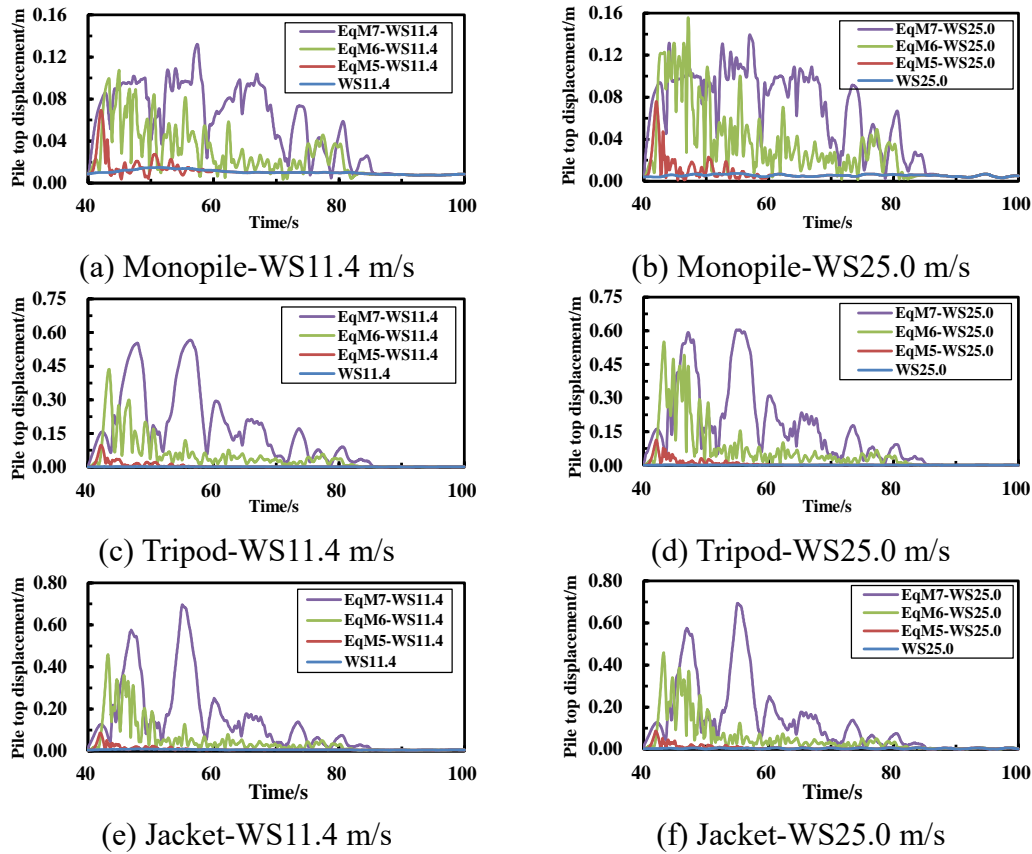 Pile top displacement/m
0.16
0.12
0.08
0.04
0.00
EqM7-WS11.4
EqM6-WS11.4
EqM5-WS11.4
WS11.4
40 60 80 100
Time/s
(a) Monopile-WS11.4 m/s
Pile top displacement/m
0.16
0.12
0.08
0.04
0.00
EqM7-WS25.0
EqM6-WS25.0
EqM5-WS25.0
WS25.0
40 60 80 100
Time/s
(b) Monopile-WS25.0 m/s
Pile top displacement/m
0.75
0.60
0.45
0.30
0.15
0.00
EqM7-WS11.4
EqM6-WS11.4
EqM5-WS11.4
WS11.4
40 60 80 100
Time/s
(c) Tripod-WS11.4 m/s
Pile top displacement/m
0.75
0.60
0.45
0.30
0.15
0.00
EqM7-WS25.0
EqM6-WS25.0
EqM5-WS25.0
WS25.0
40 60 80 100
Time/s
(d) Tripod-WS25.0 m/s
Pile top displacement/m
0.80
0.60
0.40
0.20
0.00
EqM7-WS11.4
EqM6-WS11.4
EqM5-WS11.4
WS11.4
40 60 80 100
Time/s
(e) Jacket-WS11.4 m/s
Pile top displacement/m
0.80
0.60
0.40
0.20
0.00
EqM7-WS25.0
EqM6-WS25.0
EqM5-WS25.0
WS25.0
40 60 80 100
Time/s
(f) Jacket-WS25.0 m/s